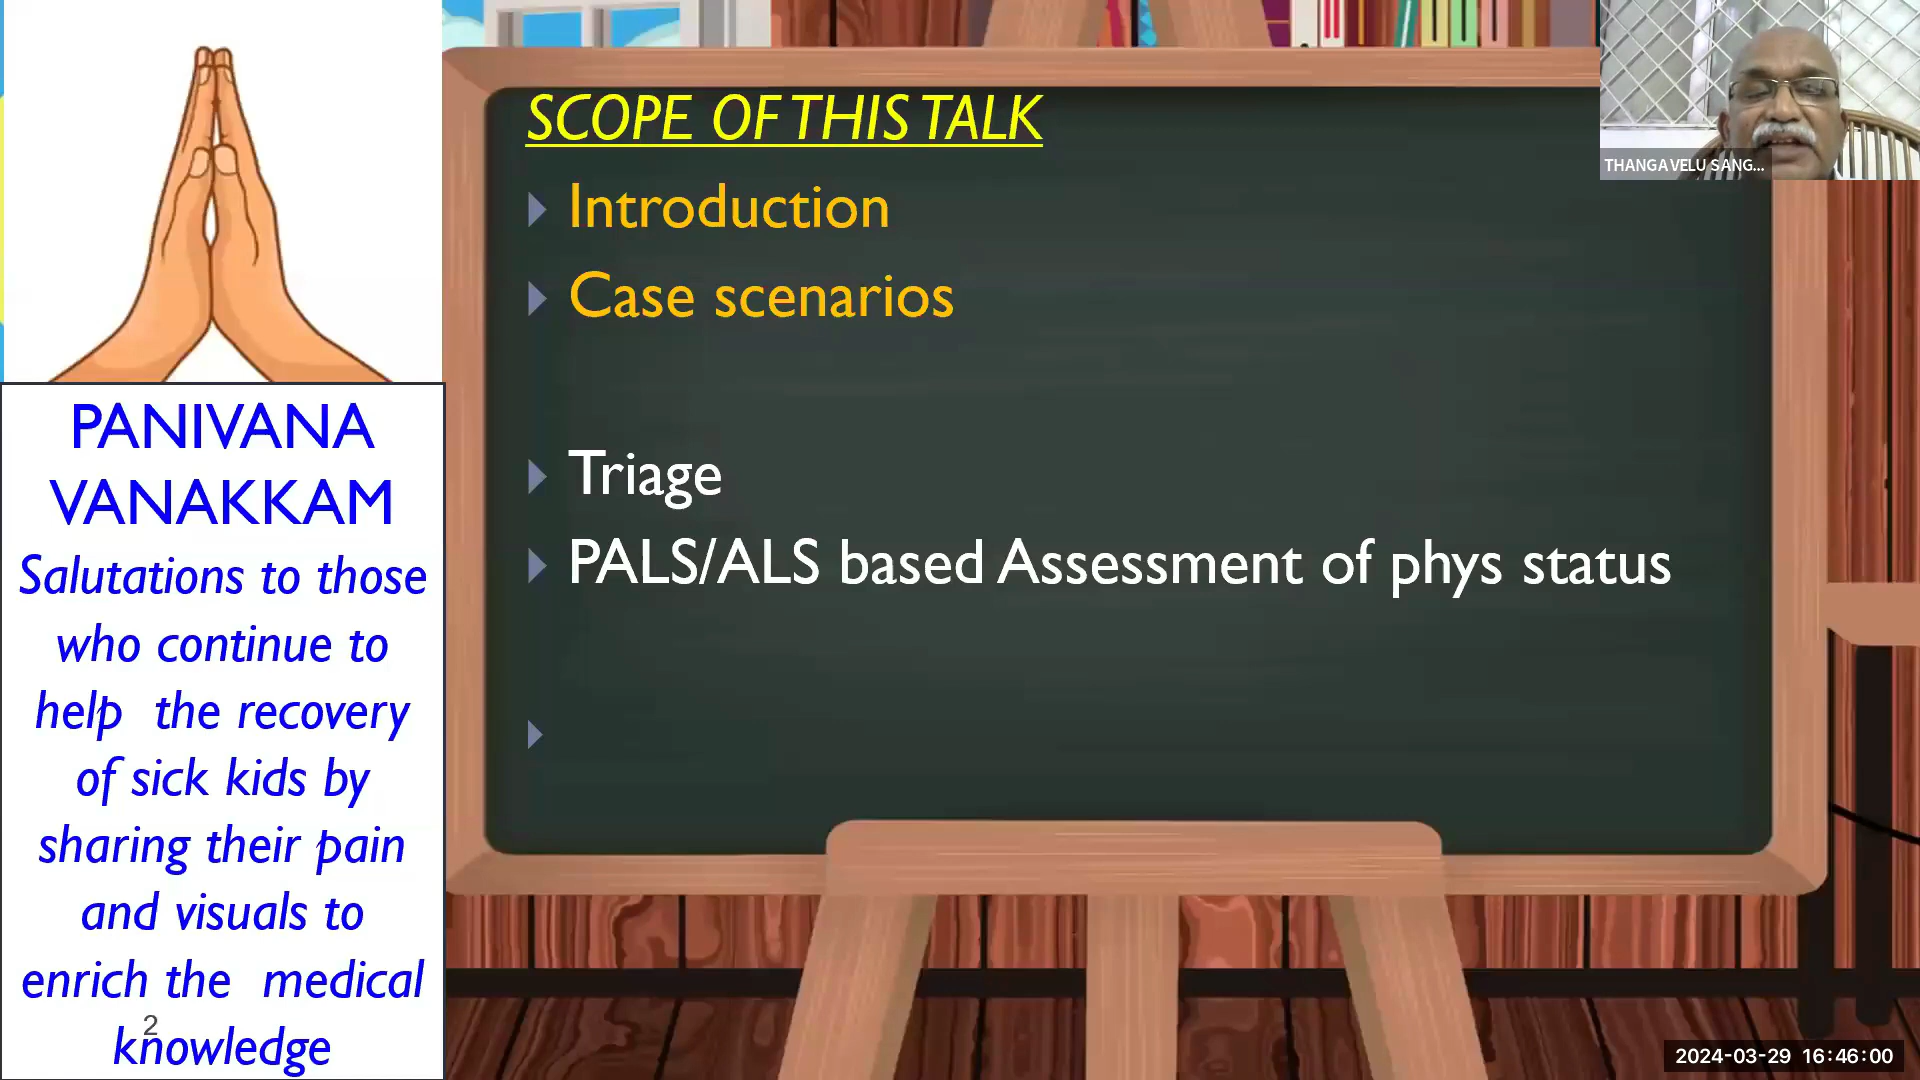 SCOPE OF THIS TALK
Introduction
Case scenarios
Triage
PALS/ALS based Assessment of phys status
PANIVANA
VANAKKAM
Salutations to those
who continue to
help the recovery
of sick kids by
sharing their pain
and visuals to
enrich the medical
knowledge
2
THANGAVELU SANG...
2024-03-29 16:46:00